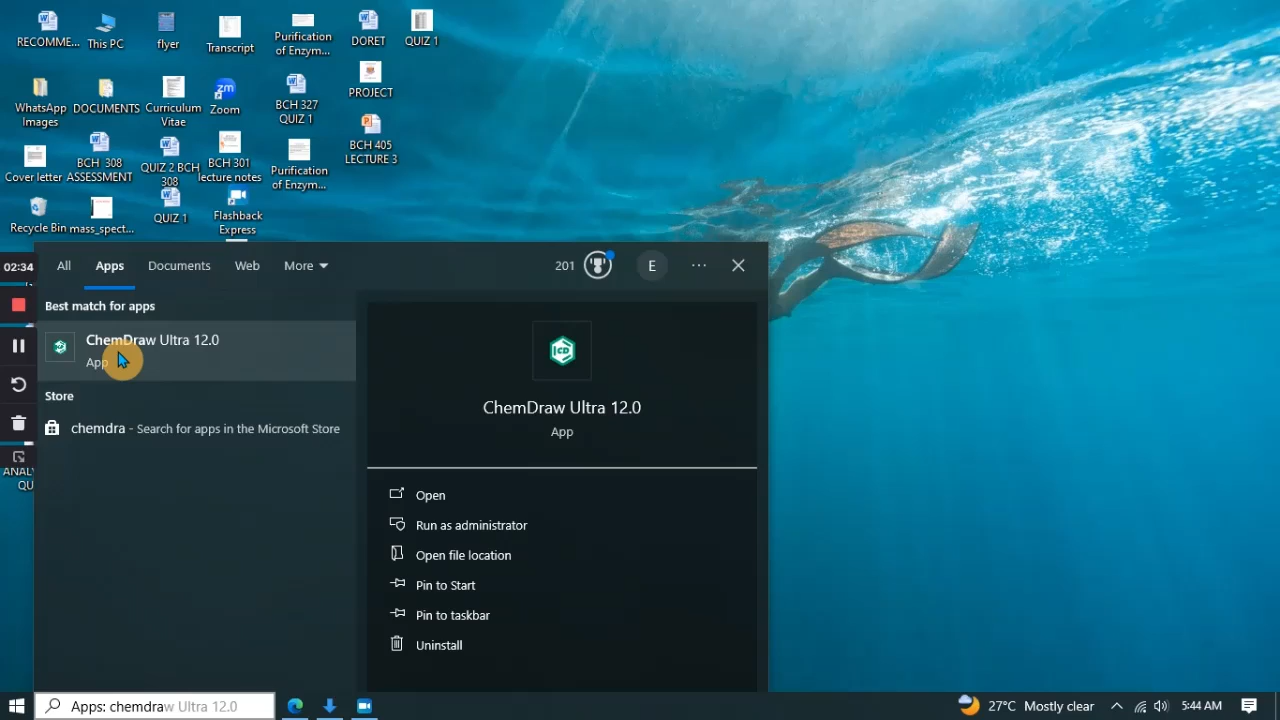 RECOMME...
This PC
flyer
Transcript
Purification
of Enzym...
DORET
QUIZ 1
WhatsApp
Images
DOCUMENTS
Curriculum
Vitae
Zoom
BCH 327
QUIZ 1
PROJECT
Cover letter
BCH 308
ASSESSMENT
QUIZ 2 BCH
308
BCH 301
lecture notes
Purification
of Enzym...
BCH 405
LECTURE 3
Recycle Bin
mass_spect...
QUIZ 1
Flashback
Express
02:34
All
Apps
Documents
Web
More
201
E
Best match for apps
ChemDraw Ultra 12.0
App
Store
chemdra - Search for apps in the Microsoft Store
ANALY
QU
ChemDraw Ultra 12.0
App
Open
Run as administrator
Open file location
Pin to Start
Pin to taskbar
Uninstall
Apps: chemdraw Ultra 12.0
27°C Mostly clear
5:44 AM